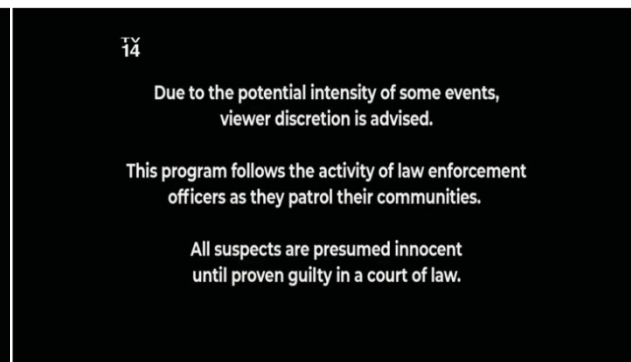 TV
14
Due to the potential intensity of some events,
viewer discretion is advised.
This program follows the activity of law enforcement
officers as they patrol their communities.
All suspects are presumed innocent
until proven guilty in a court of law.